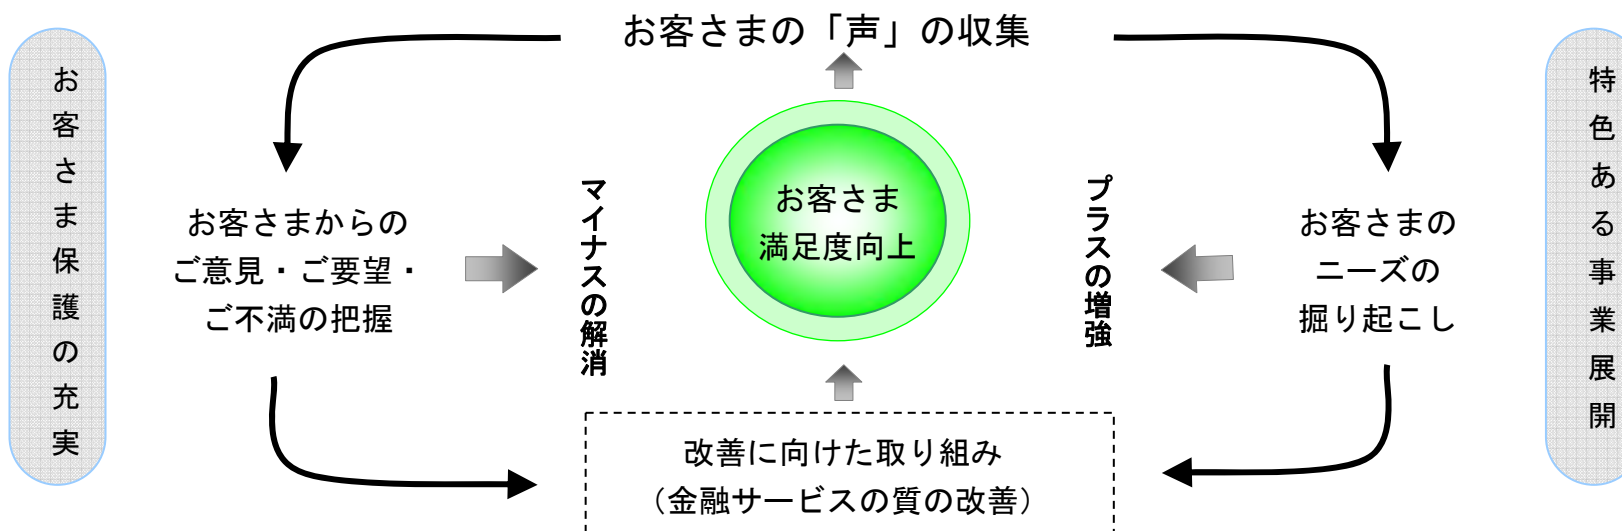 お客さまの「声」の収集
お客さま保護の充実
お客さまからの
ご意見・ご要望・
ご不満の把握
マイナスの解消
お客さま
満足度向上
プラスの増強
お客さまの
ニーズの
掘り起こし
特色ある事業展開
改善に向けた取り組み
（金融サービスの質の改善）